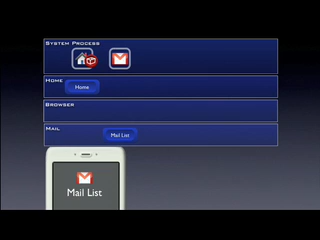 System Process
Home
Home
Browser
Mail
Mail List
Mail List